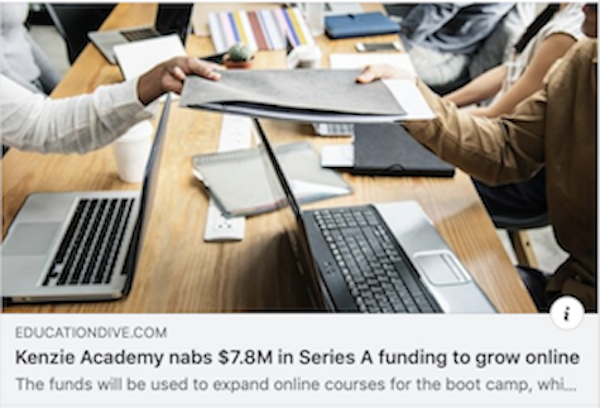 EDUCATIONDIVE.COM
Kenzie Academy nabs $7.8M in Series A funding to grow online
The funds will be used to expand online courses for the boot camp, whi...
i